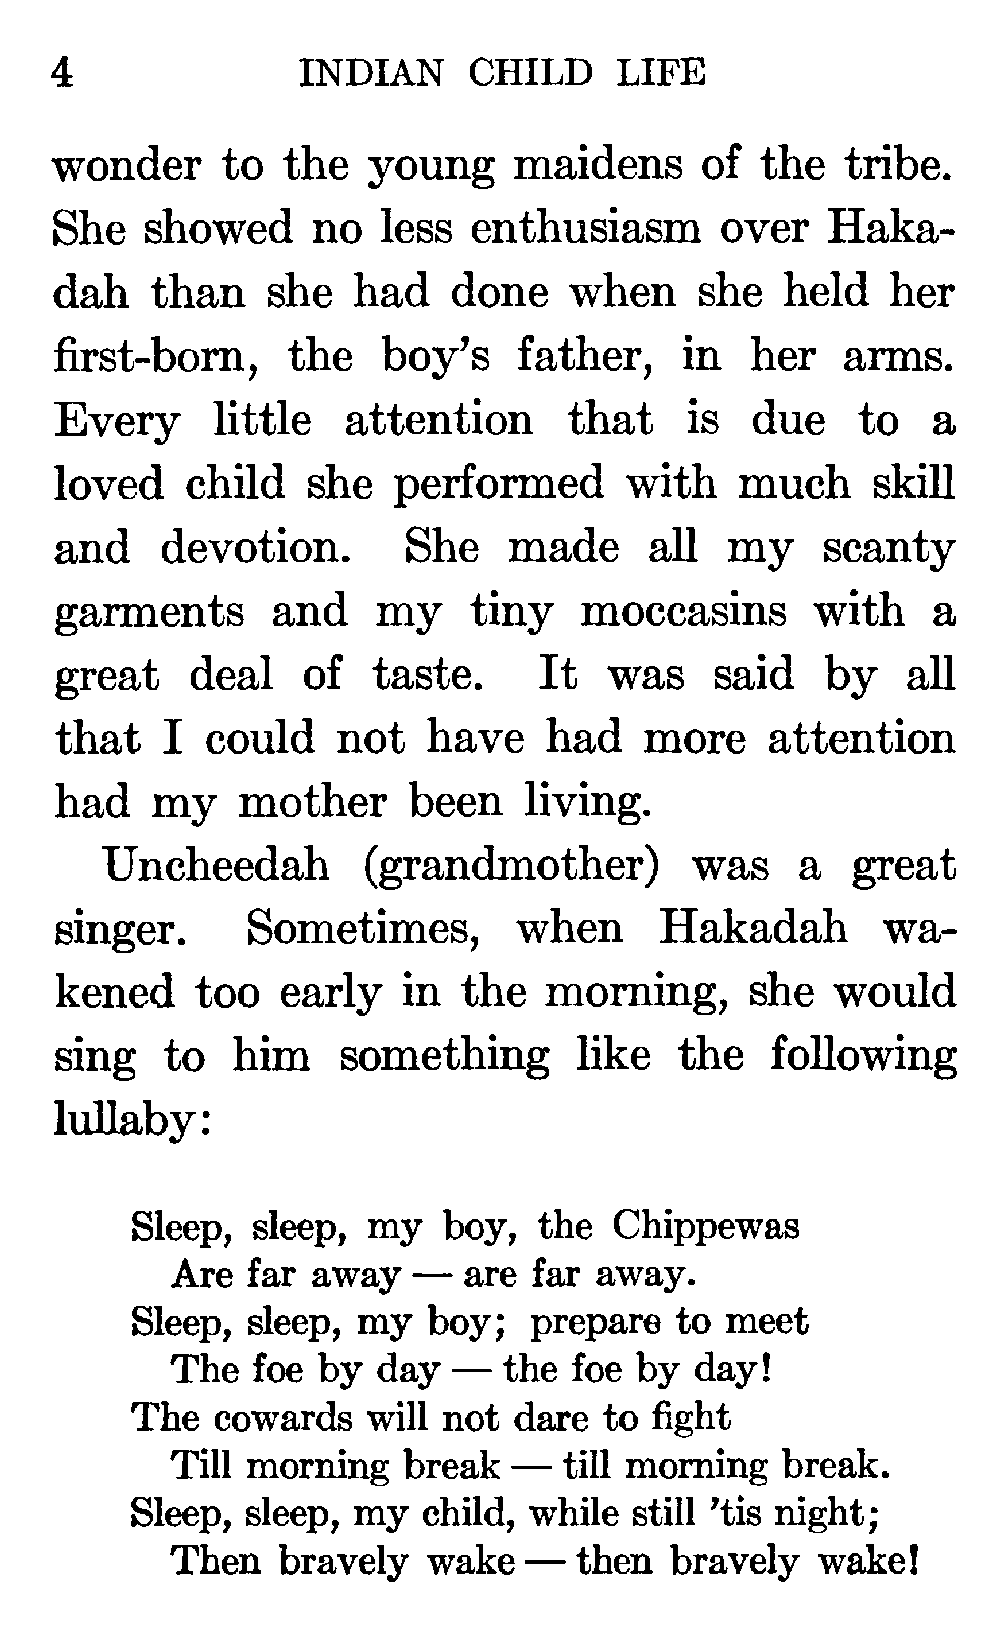 4 INDIAN CHILD LIFE
wonder to the young maidens of the tribe.
She showed no less enthusiasm over Haka-
dah than she had done when she held her
first-born, the boy's father, in her arms.
Every little attention that is due to a
loved child she performed with much skill
and devotion. She made all my scanty
garments and my tiny moccasins with a
great deal of taste. It was said by all
that I could not have had more attention
had my mother been living.
Uncheedah (grandmother) was a great
singer. Sometimes, when Hakadah wa-
kened too early in the morning, she would
sing to him something like the following
lullaby:
Sleep, sleep, my boy, the Chippewas
Are far away — are far away.
Sleep, sleep, my boy; prepare to meet
The foe by day — the foe by day!
The cowards will not dare to fight
Till morning break — till morning break.
Sleep, sleep, my child, while still 'tis night;
Then bravely wake — then bravely wake!